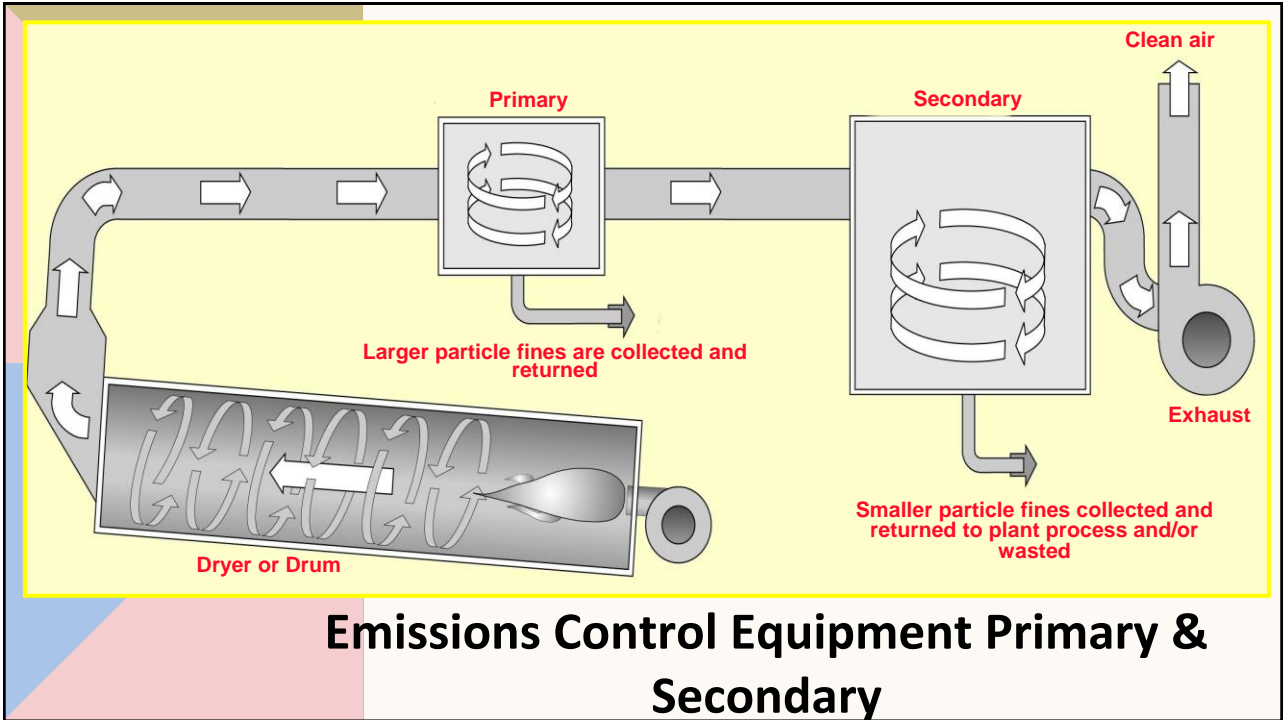 Clean air
Primary
Secondary
Larger particle fines are collected and
returned
Exhaust
Smaller particle fines collected and
returned to plant process and/or
wasted
Dryer or Drum
Emissions Control Equipment Primary &
Secondary